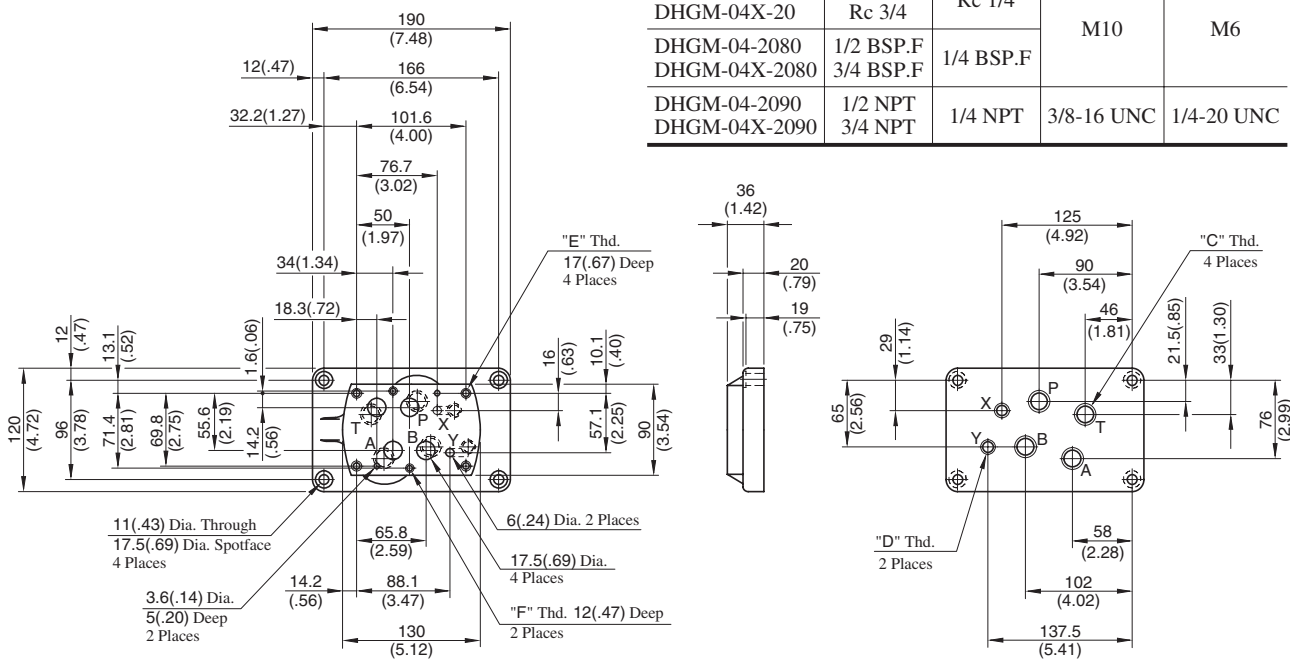 DHGM-04X-20 Rc 3/4 Rc 1/4 M10 M6
DHGM-04-2080 1/2 BSP.F 1/4 BSP.F
DHGM-04X-2080 3/4 BSP.F
DHGM-04-2090 1/2 NPT 1/4 NPT 3/8-16 UNC 1/4-20 UNC
DHGM-04X-2090 3/4 NPT
190
(7.48)
12(.47)
166
(6.54)
32.2(1.27)
101.6
(4.00)
76.7
(3.02)
50
(1.97)
34(1.34)
18.3(.72)
"E" Thd.
17(.67) Deep
4 Places
12
(.47)
13.1
(.52)
1.6(.06)
16
(.63)
10.1
(.40)
120
(4.72)
96
(3.78)
71.4
(2.81)
69.8
(2.75)
55.6
(2.19)
14.2
(.56)
57.1
(2.25)
90
(3.54)
T
P
X
A
B
Y
11(.43) Dia. Through
17.5(.69) Dia. Spotface
4 Places
3.6(.14) Dia.
5(.20) Deep
2 Places
65.8
(2.59)
14.2
(.56)
88.1
(3.47)
130
(5.12)
6(.24) Dia. 2 Places
17.5(.69) Dia.
4 Places
"F" Thd. 12(.47) Deep
2 Places
36
(1.42)
20
(.79)
19
(.75)
125
(4.92)
90
(3.54)
46
(1.81)
"C" Thd.
4 Places
29
(1.14)
21.5(.85)
33(1.30)
65
(2.56)
76
(2.99)
X
P
T
Y
B
A
"D" Thd.
2 Places
58
(2.28)
102
(4.02)
137.5
(5.41)